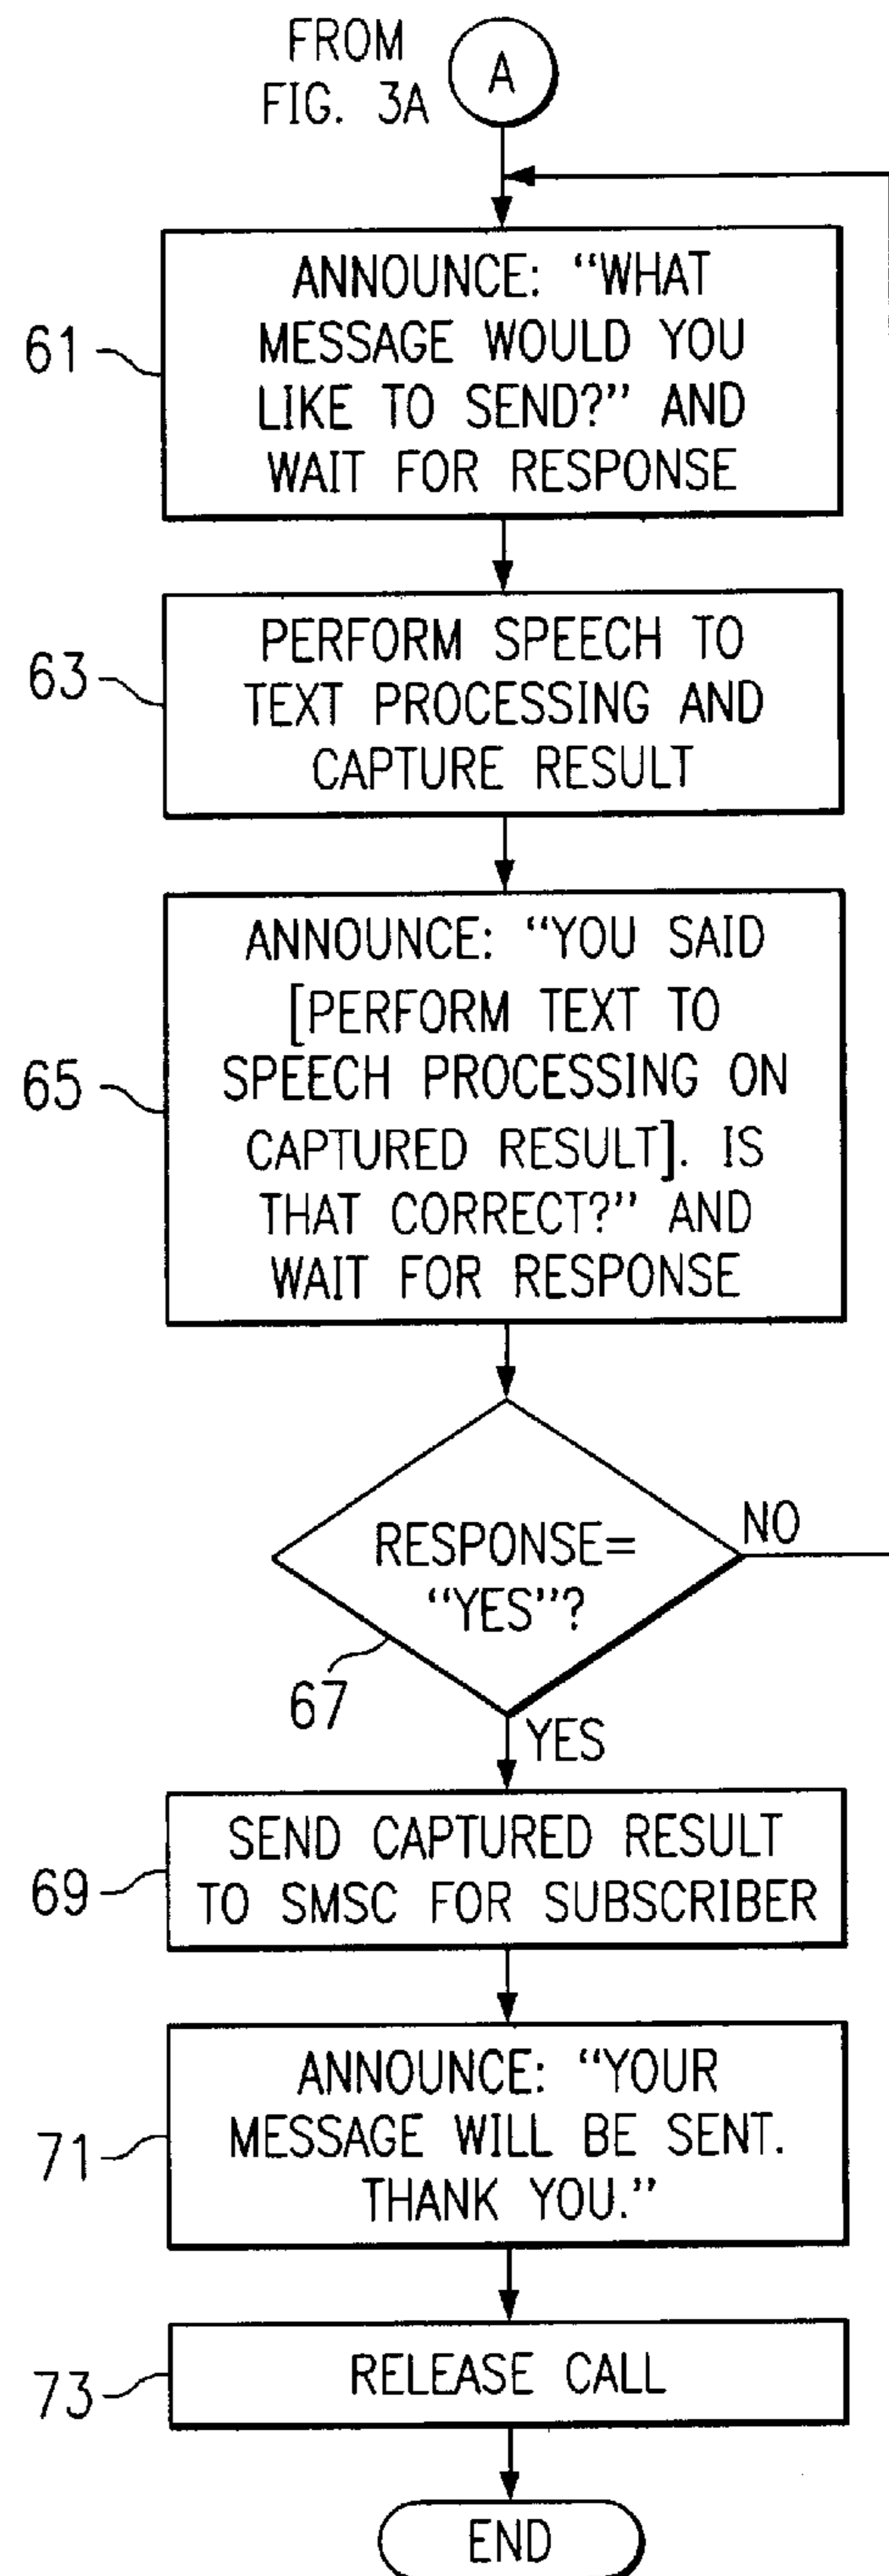 FROM
FIG. 3A
A
61
ANNOUNCE: “WHAT
MESSAGE WOULD YOU
LIKE TO SEND?” AND
WAIT FOR RESPONSE
63
PERFORM SPEECH TO
TEXT PROCESSING AND
CAPTURE RESULT
65
ANNOUNCE: “YOU SAID
[PERFORM TEXT TO
SPEECH PROCESSING ON
CAPTURED RESULT]. IS
THAT CORRECT?” AND
WAIT FOR RESPONSE
RESPONSE=
“YES”?
NO
67
YES
69
SEND CAPTURED RESULT
TO SMSC FOR SUBSCRIBER
71
ANNOUNCE: “YOUR
MESSAGE WILL BE SENT.
THANK YOU.”
73
RELEASE CALL
END